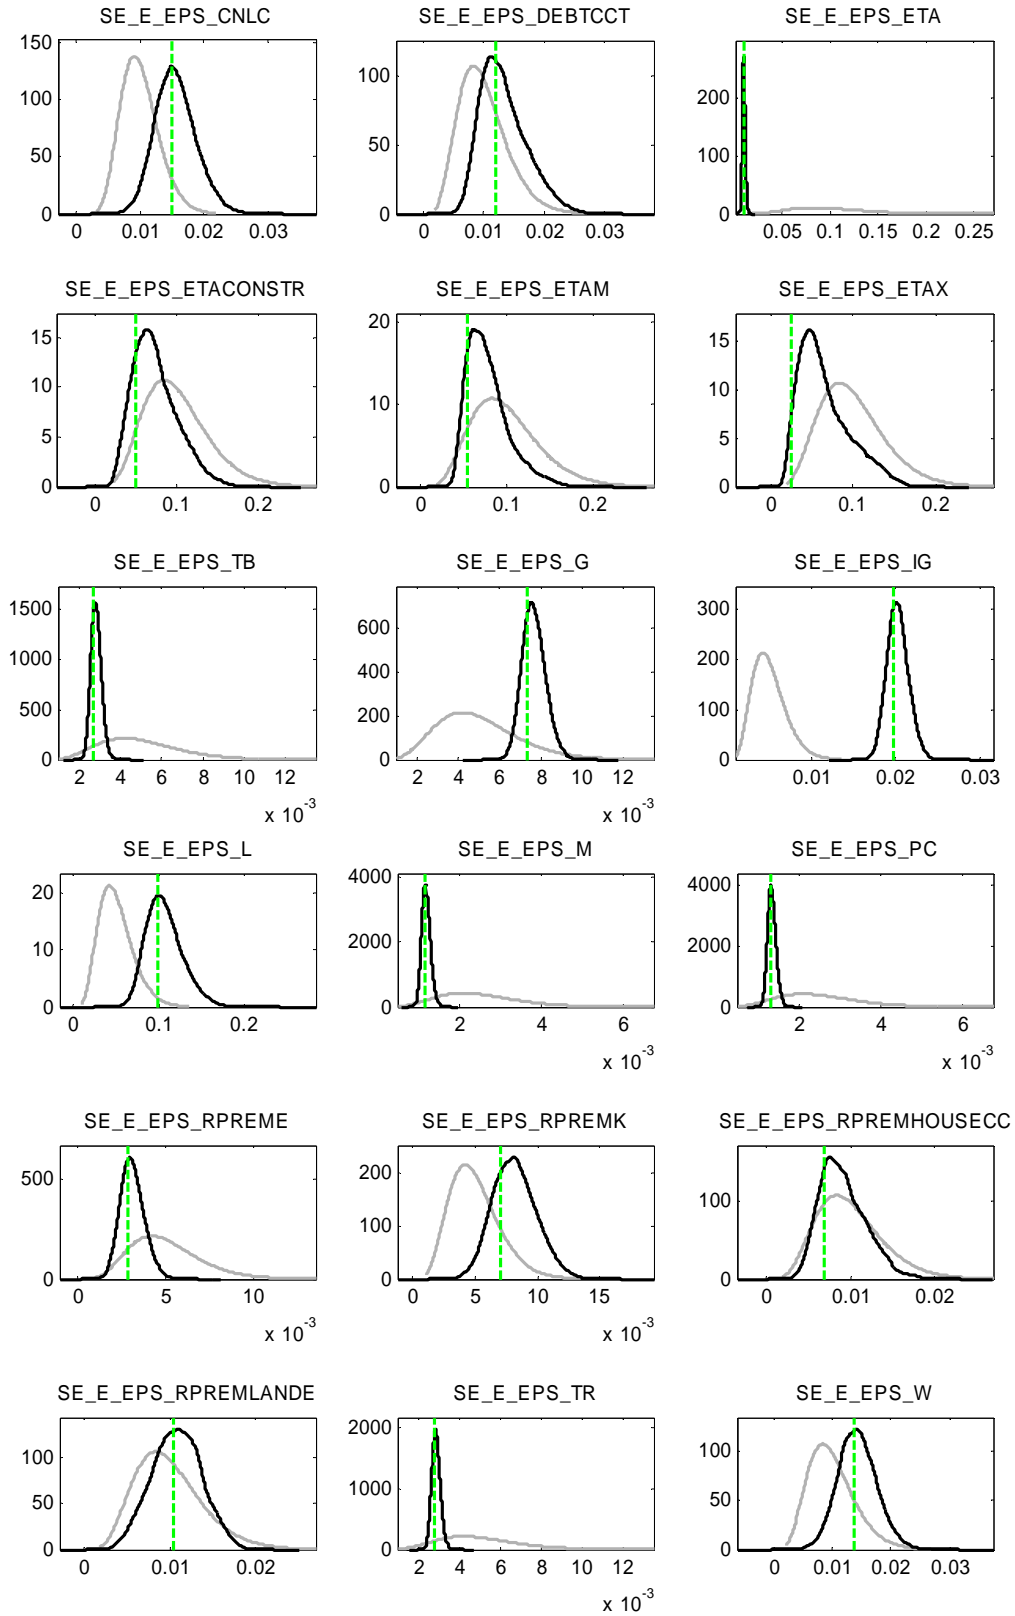 SE_E_EPS_CNLC SE_E_EPS_DEBTCCT SE_E_EPS_ETA
150
100
50
0
0 0.01 0.02 0.03
100
50
0
0 0.01 0.02 0.03
300
200
100
0
0.05 0.1 0.15 0.2 0.25
SE_E_EPS_ETACONSTR SE_E_EPS_ETAM SE_E_EPS_ETAX
15
10
5
0
0 0.1 0.2
20
10
0
0 0.1 0.2
15
10
5
0
0 0.1 0.2
SE_E_EPS_TB SE_E_EPS_G SE_E_EPS_IG
1500
1000
500
0
2 4 6 8 10 12
x 10-3
600
400
200
0
2 4 6 8 10 12
x 10-3
300
200
100
0
0.01 0.02 0.03
SE_E_EPS_L SE_E_EPS_M SE_E_EPS_PC
20
10
0
0 0.1 0.2
4000
2000
0
2 4 6
x 10-3
4000
2000
0
2 4 6
x 10-3
SE_E_EPS_RPREME SE_E_EPS_RPREMK SE_E_EPS_RPREMHOUSECC
500
0
5 10
x 10-3
200
100
0
0 5 10 15
x 10-3
100
0
0 0.01 0.02
SE_E_EPS_RPREMLANDE SE_E_EPS_TR SE_E_EPS_W
100
50
0
0 0.01 0.02
2000
1000
0
2 4 6 8 10 12
x 10-3
100
50
0
0 0.01 0.02 0.03